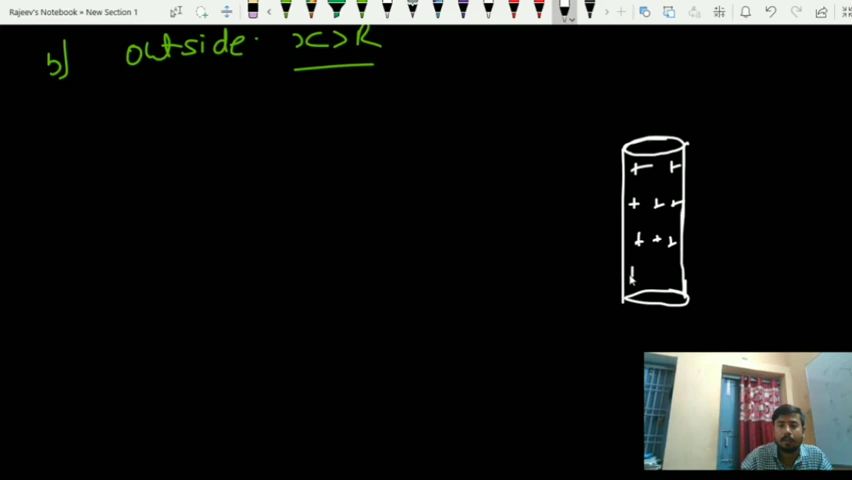 Rajeev's Notebook » New Section 1
b) outside. x>R
+ +
+ + +
+ + +
+